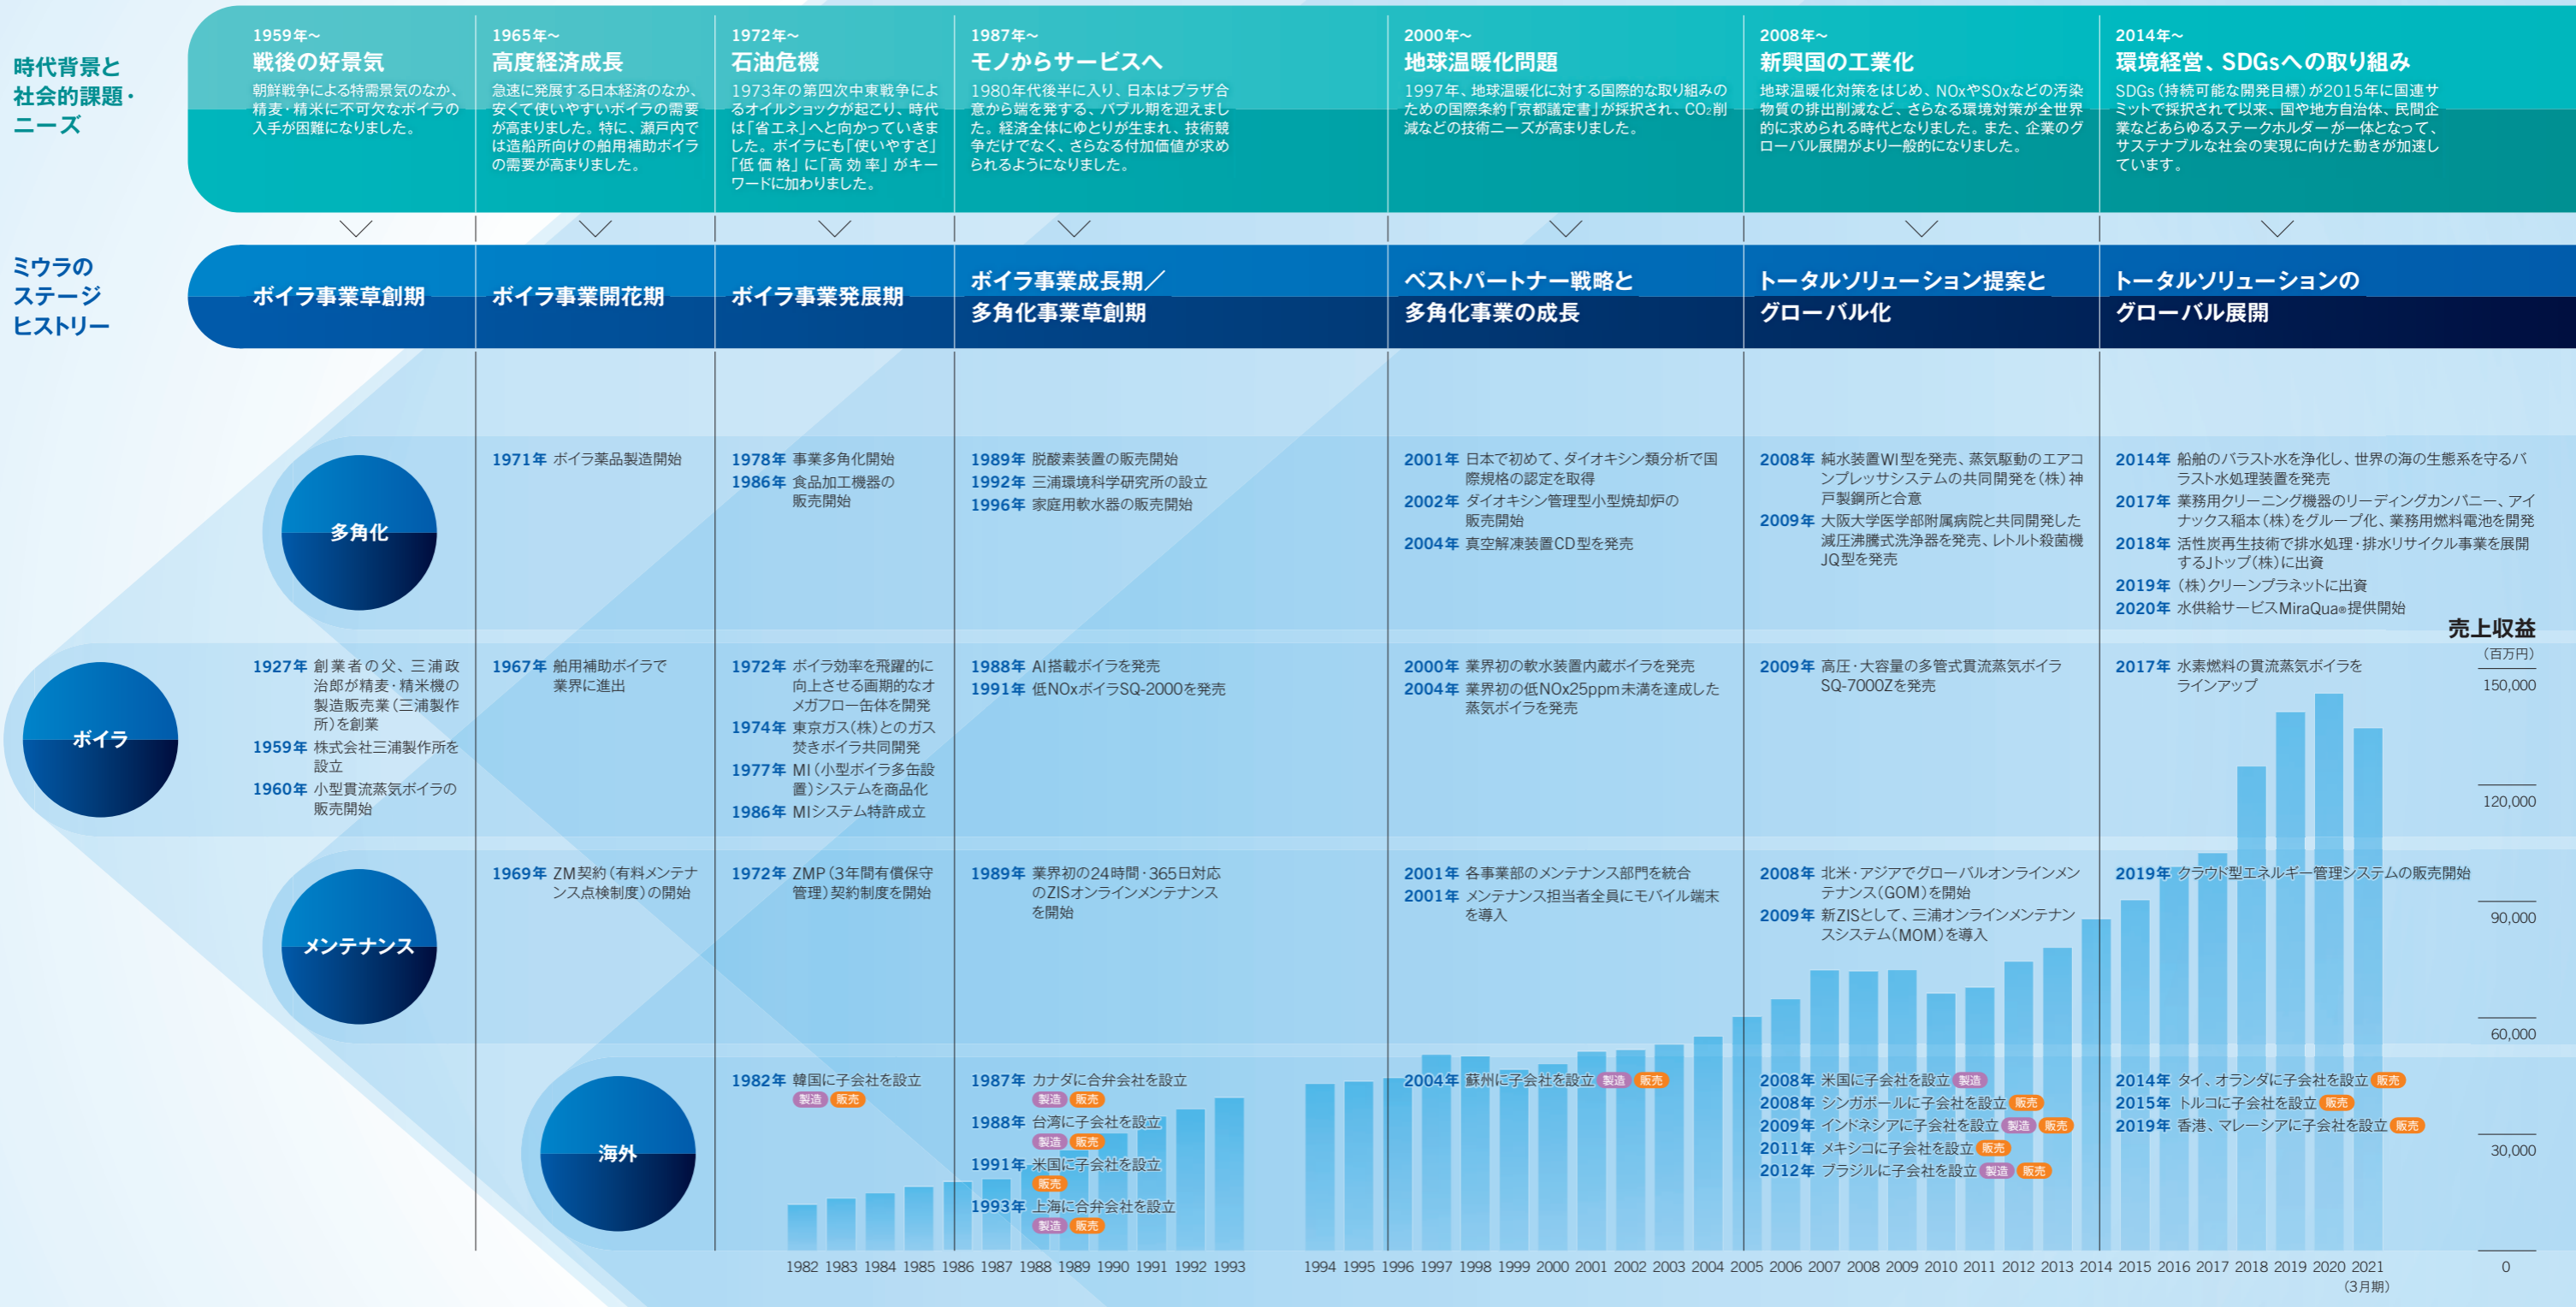 時代背景と
社会的課題・
ニーズ
1959年～
戦後の好景気
朝鮮戦争による特需景気のなか、
精麦・精米に不可欠なボイラの
入手が困難になりました。
1965年～
高度経済成長
急速に発展する日本経済のなか、
安くて使いやすいボイラの需要
が高まりました。特に、瀬戸内で
は造船所向けの舶用補助ボイラ
の需要が高まりました。
1972年～
石油危機
1973年の第四次中東戦争によ
るオイルショックが起こり、時代
は「省エネ」へと向かっていきま
した。ボイラにも「使いやすさ」
「低価格」に「高効率」がキー
ワードに加わりました。
1987年～
モノからサービスへ
1980年代後半に入り、日本はプラザ合
意から端を発する、バブル期を迎えまし
た。経済全体にゆとりが生まれ、技術競
争だけでなく、さらなる付加価値が求め
られるようになりました。
2000年～
地球温暖化問題
1997年、地球温暖化に対する国際的な取り組みの
ための国際条約「京都議定書」が採択され、CO₂削
減などの技術ニーズが高まりました。
2008年～
新興国の工業化
地球温暖化対策をはじめ、NOxやSOxなどの汚染
物質の排出削減など、さらなる環境対策が全世界
的に求められる時代となりました。また、企業のグ
ローバル展開がより一般的になりました。
2014年～
環境経営、SDGsへの取り組み
SDGs（持続可能な開発目標）が2015年に国連サ
ミットで採択されて以来、国や地方自治体、民間企
業などあらゆるステークホルダーが一体となって、
サステナブルな社会の実現に向けた動きが加速し
ています。
ミウラの
ステージ
ヒストリー
ボイラ事業草創期
ボイラ事業開花期
ボイラ事業発展期
ボイラ事業成長期／
多角化事業草創期
ベストパートナー戦略と
多角化事業の成長
トータルソリューション提案と
グローバル化
トータルソリューションの
グローバル展開
多角化
1971年 ボイラ薬品製造開始
1978年 事業多角化開始
1986年 食品加工機器の
販売開始
1989年 脱酸素装置の販売開始
1992年 三浦環境科学研究所の設立
1996年 家庭用軟水器の販売開始
2001年 日本で初めて、ダイオキシン類分析で国
際規格の認定を取得
2002年 ダイオキシン管理型小型焼却炉の
販売開始
2004年 真空解凍装置CD型を発売
2008年 純水装置WI型を発売、蒸気駆動のエアコ
ンプレッサシステムの共同開発を（株）神
戸製鋼所と合意
2009年 大阪大学医学部附属病院と共同開発した
減圧沸騰式洗浄器を発売、レトルト殺菌機
JQ型を発売
2014年 船舶のバラスト水を浄化し、世界の海の生態系を守るバ
ラスト水処理装置を発売
2017年 業務用クリーニング機器のリーディングカンパニー、アイ
ナックス稲本（株）をグループ化、業務用燃料電池を開発
2018年 活性炭再生技術で排水処理・排水リサイクル事業を展開
するJトップ（株）に出資
2019年 （株）クリーンプラネットに出資
2020年 水供給サービスMiraQua®提供開始
ボイラ
1927年 創業者の父、三浦政
治郎が精麦・精米機の
製造販売業（三浦製作
所）を創業
1959年 株式会社三浦製作所を
設立
1960年 小型貫流蒸気ボイラの
販売開始
1967年 舶用補助ボイラで
業界に進出
1972年 ボイラ効率を飛躍的に
向上させる画期的なオ
メガフロー缶体を開発
1974年 東京ガス（株）とのガス
焚きボイラ共同開発
1977年 MI（小型ボイラ多缶設
置）システムを商品化
1986年 MIシステム特許成立
1988年 AI搭載ボイラを発売
1991年 低NOxボイラSQ-2000を発売
2000年 業界初の軟水装置内蔵ボイラを発売
2004年 業界初の低NOx25ppm未満を達成した
蒸気ボイラを発売
2009年 高圧・大容量の多管式貫流蒸気ボイラ
SQ-7000Zを発売
2017年 水素燃料の貫流蒸気ボイラを
ラインアップ
メンテナンス
1969年 ZM契約（有料メンテナ
ンス点検制度）の開始
1972年 ZMP（3年間有償保守
管理）契約制度を開始
1989年 業界初の24時間・365日対応
のZISオンラインメンテナンス
を開始
2001年 各事業部のメンテナンス部門を統合
2001年 メンテナンス担当者全員にモバイル端末
を導入
2008年 北米・アジアでグローバルオンラインメン
テナンス（GOM）を開始
2009年 新ZISとして、三浦オンラインメンテナン
スシステム（MOM）を導入
2019年 クラウド型エネルギー管理システムの販売開始
海外
1982年 韓国に子会社を設立
製造 販売
1987年 カナダに合弁会社を設立
製造 販売
1988年 台湾に子会社を設立
製造 販売
1991年 米国に子会社を設立
販売
1993年 上海に合弁会社を設立
製造 販売
2004年 蘇州に子会社を設立 製造 販売
2008年 米国に子会社を設立 製造
2008年 シンガポールに子会社を設立 販売
2009年 インドネシアに子会社を設立 製造 販売
2011年 メキシコに子会社を設立 販売
2012年 ブラジルに子会社を設立 製造 販売
2014年 タイ、オランダに子会社を設立 販売
2015年 トルコに子会社を設立 販売
2019年 香港、マレーシアに子会社を設立 販売
売上収益
（百万円）
150,000
120,000
90,000
60,000
30,000
0
1982 1983 1984 1985 1986 1987 1988 1989 1990 1991 1992 1993 1994 1995 1996 1997 1998 1999 2000 2001 2002 2003 2004 2005 2006 2007 2008 2009 2010 2011 2012 2013 2014 2015 2016 2017 2018 2019 2020 2021
（3月期）